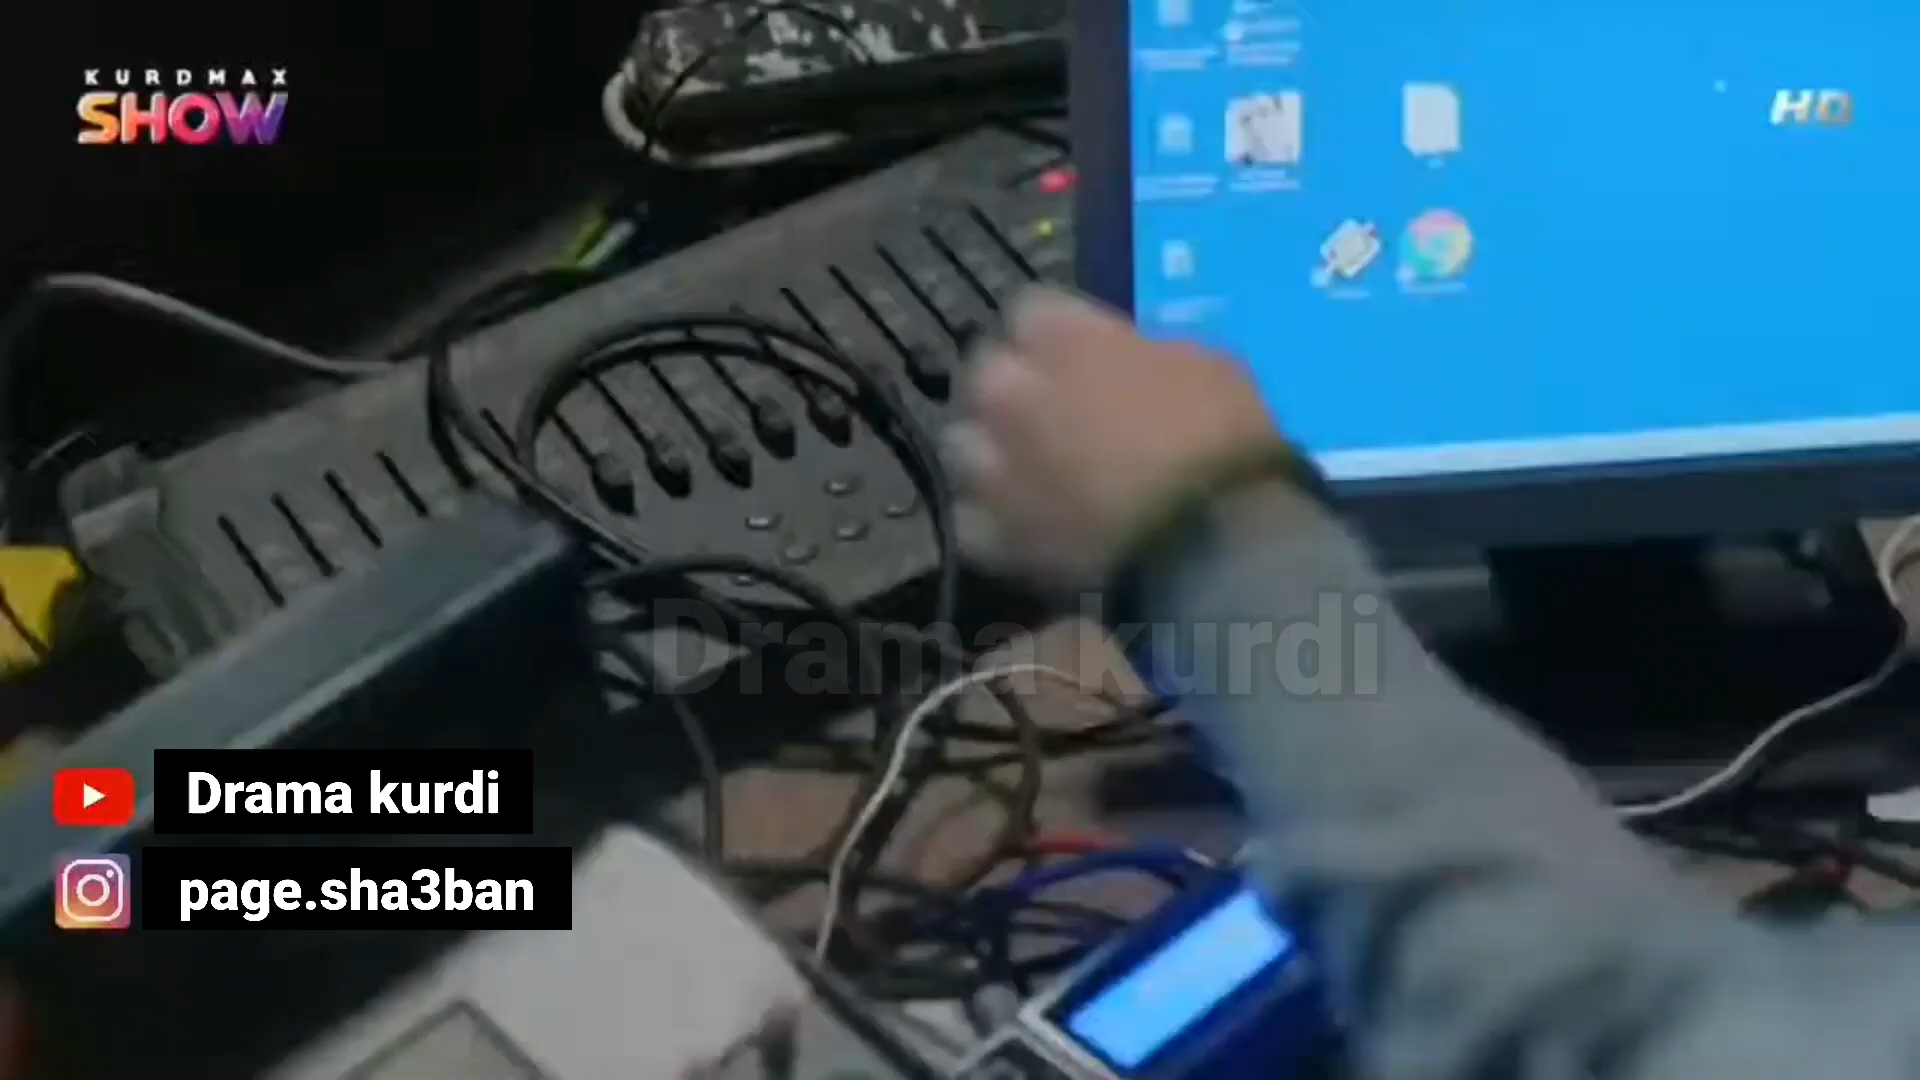 KURDMAX
SHOW
HD
Drama kurdi
Drama kurdi
page.sha3ban